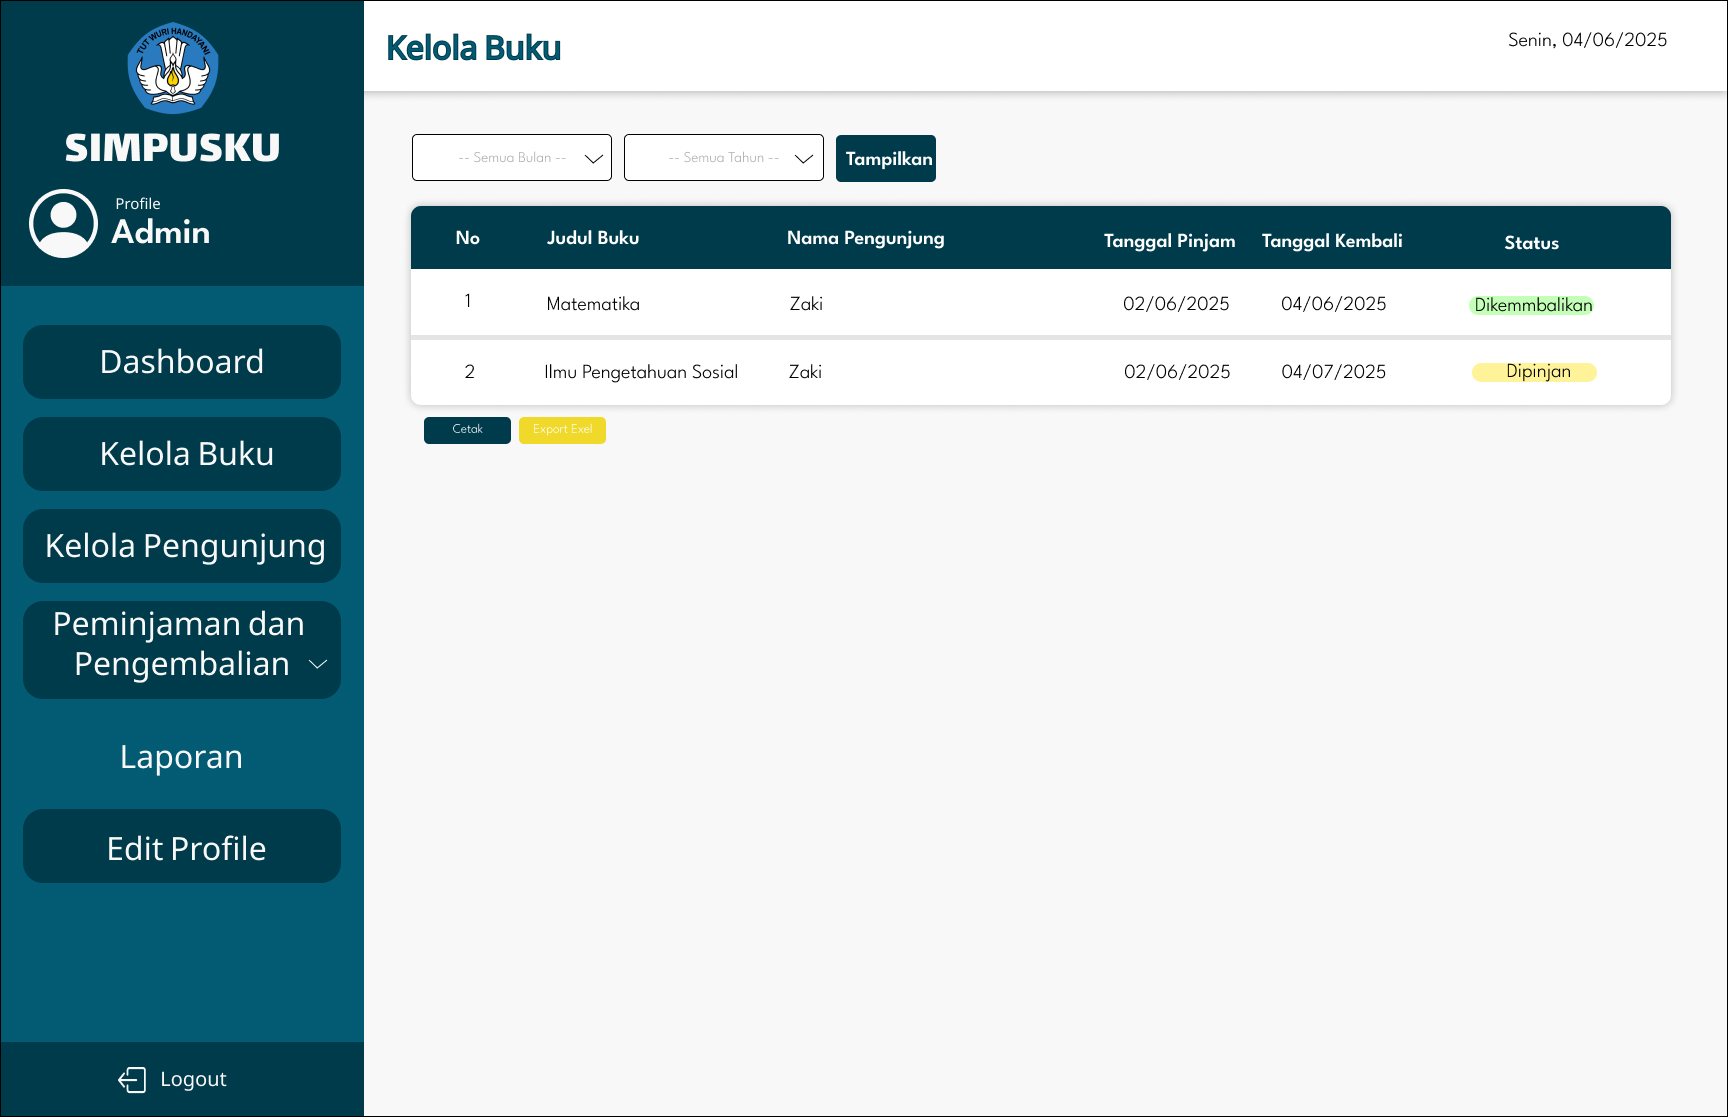 TUT WURI HANDAYANI
SIMPUSKU
Profile
Admin
Dashboard
Kelola Buku
Kelola Pengunjung
Peminjaman dan
Pengembalian
Laporan
Edit Profile
Logout
Kelola Buku
Senin, 04/06/2025
-- Semua Bulan --
-- Semua Tahun --
Tampilkan
No Judul Buku Nama Pengunjung Tanggal Pinjam Tanggal Kembali Status
1 Matematika Zaki 02/06/2025 04/06/2025 Dikemmbalikan
2 Ilmu Pengetahuan Sosial Zaki 02/06/2025 04/07/2025 Dipinjan
Cetak
Export Exel